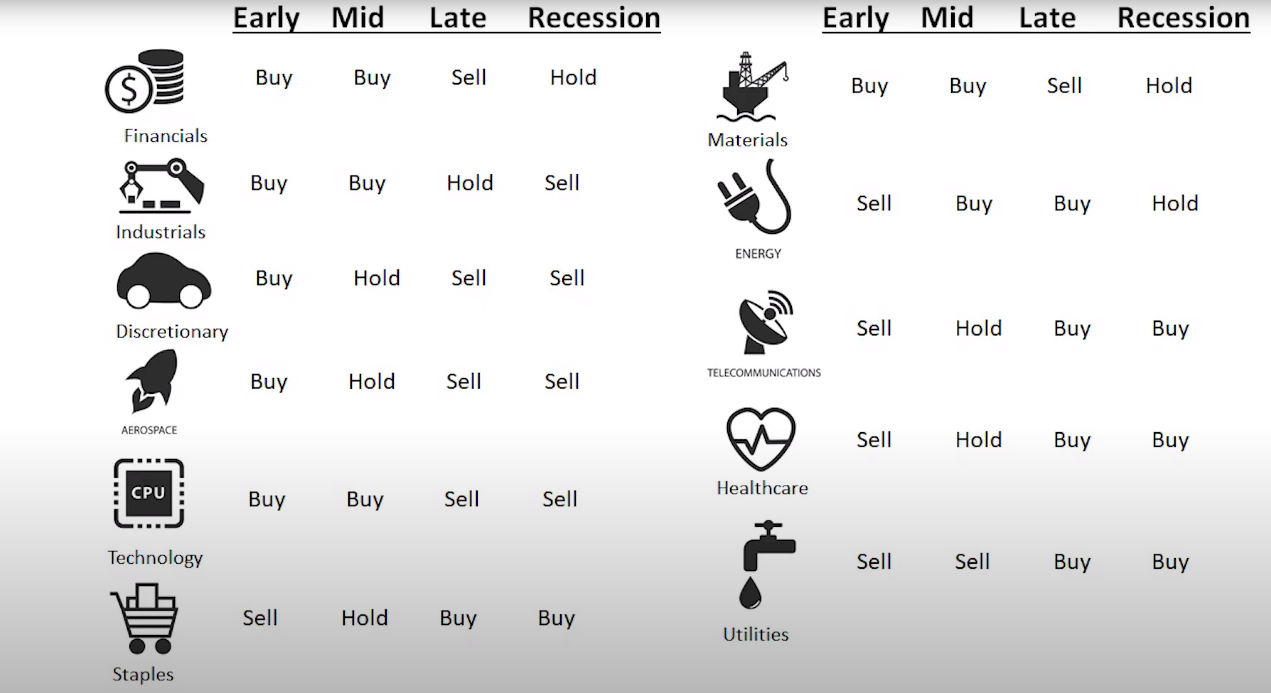 Early Mid Late Recession
$ Buy Buy Sell Hold
Financials
Buy Buy Hold Sell
Industrials
Buy Hold Sell Sell
Discretionary
Buy Hold Sell Sell
AEROSPACE
CPU Buy Buy Sell Sell
Technology
Sell Hold Buy Buy
Staples
Early Mid Late Recession
Buy Buy Sell Hold
Materials
Sell Buy Buy Hold
ENERGY
Sell Hold Buy Buy
TELECOMMUNICATIONS
Sell Hold Buy Buy
Healthcare
Sell Sell Buy Buy
Utilities